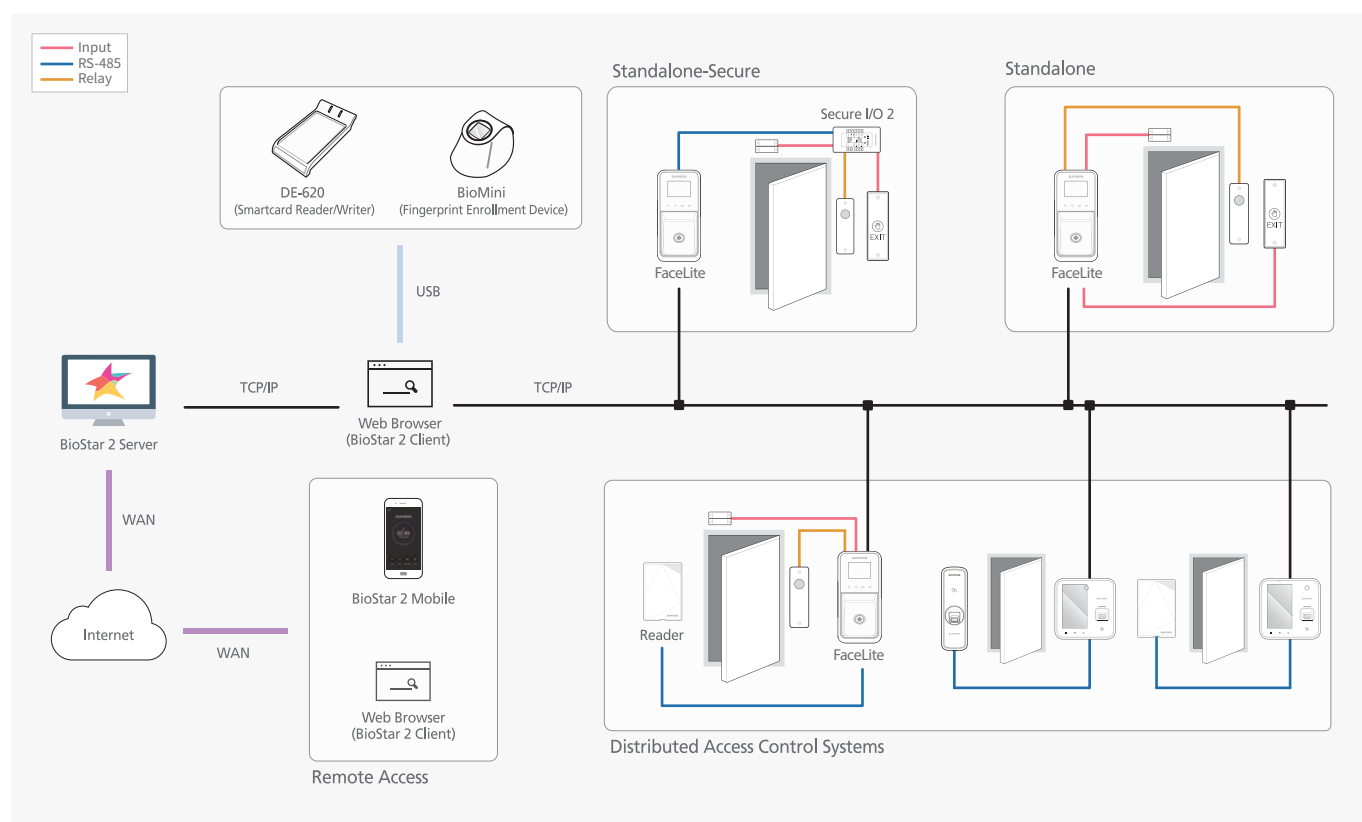 Input
RS-485
Relay
DE-620
(Smartcard Reader/Writer)
BioMini
(Fingerprint Enrollment Device)
USB
Standalone-Secure
Secure I/O 2
EXIT
FaceLite
Standalone
EXIT
FaceLite
BioStar 2 Server
TCP/IP
Web Browser
(BioStar 2 Client)
TCP/IP
WAN
Internet
WAN
BioStar 2 Mobile
Web Browser
(BioStar 2 Client)
Remote Access
Reader
FaceLite
Distributed Access Control Systems